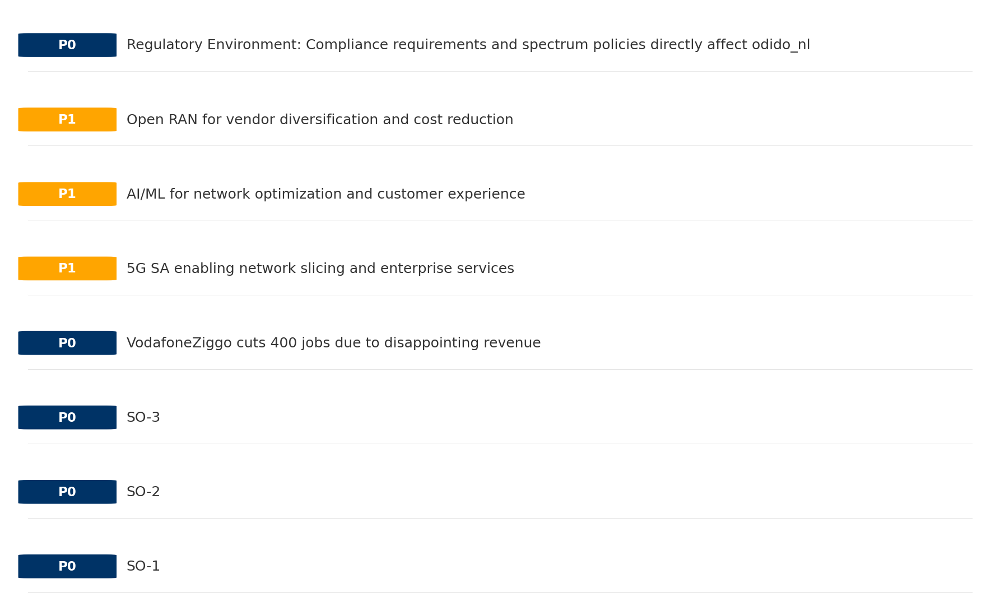 P0 Regulatory Environment: Compliance requirements and spectrum policies directly affect odido_nl
P1 Open RAN for vendor diversification and cost reduction
P1 AI/ML for network optimization and customer experience
P1 5G SA enabling network slicing and enterprise services
P0 VodafoneZiggo cuts 400 jobs due to disappointing revenue
P0 SO-3
P0 SO-2
P0 SO-1